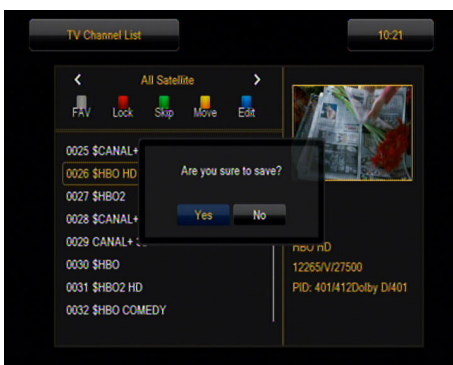 TV Channel List
10:21
All Satellite
FAV Lock Skip Move Edit
0025 $CANAL+
0026 $HBO HD
0027 $HBO2
0028 $CANAL+
0029 CANAL+
0030 $HBO
0031 $HBO2 HD
0032 $HBO COMEDY
Are you sure to save?
Yes No
HBO HD
12265/V/27500
PID: 401/412Dolby D/401